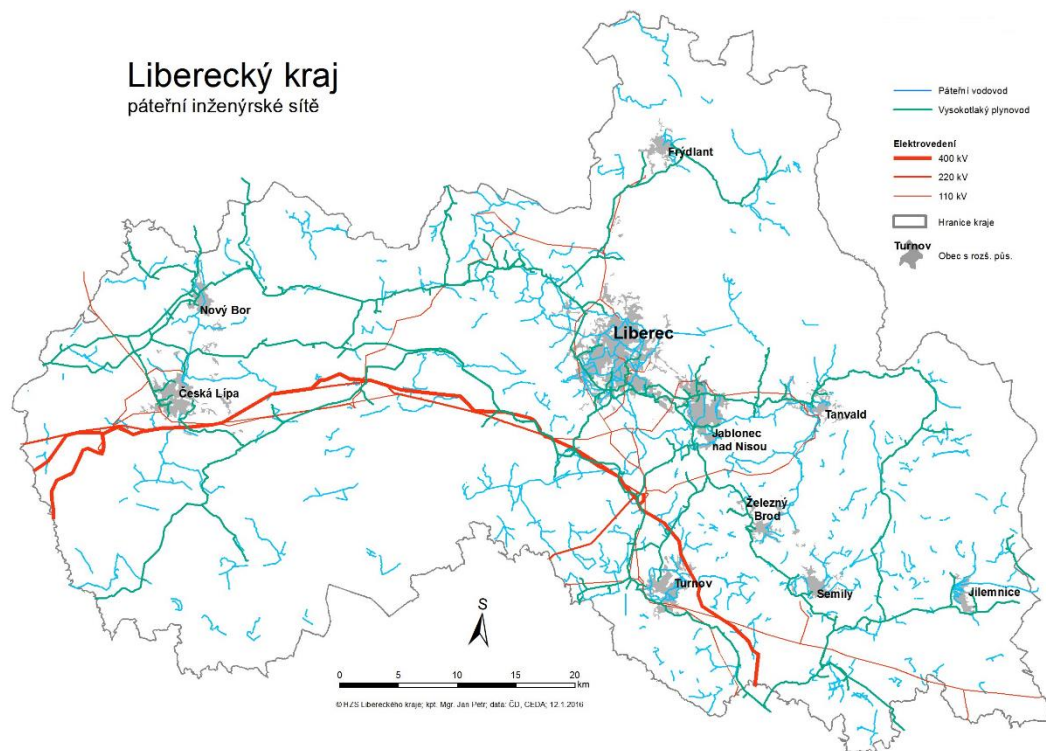 Liberecký kraj
páteřní inženýrské sítě
Páteřní vodovod
Vysokotlaký plynovod
Elektrovedení
400 kV
220 kV
110 kV
Hranice kraje
Turnov
Obec s rozš. půs.
Frýdlant
Nový Bor
Liberec
Česká Lípa
Tanvald
Jablonec
nad Nisou
Železný
Brod
Turnov
Semily
Jilemnice
S
0 5 10 15 20
km
© HZS Libereckého kraje; kpt. Mgr. Jan Petr; data: ČD, CEDA; 12.1.2016